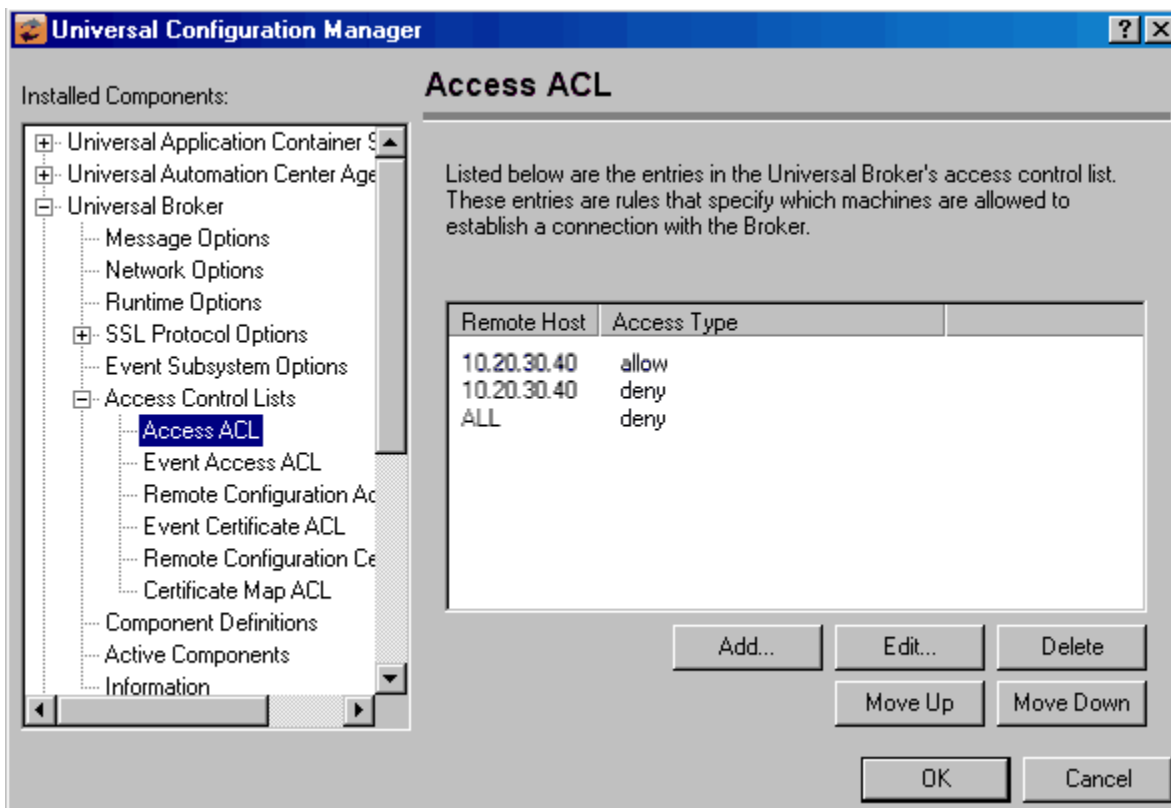 Universal Configuration Manager
Installed Components:
Universal Application Container S
Universal Automation Center Age
Universal Broker
Message Options
Network Options
Runtime Options
SSL Protocol Options
Event Subsystem Options
Access Control Lists
Access ACL
Event Access ACL
Remote Configuration Ac
Event Certificate ACL
Remote Configuration Ce
Certificate Map ACL
Component Definitions
Active Components
Information
Access ACL
Listed below are the entries in the Universal Broker's access control list.
These entries are rules that specify which machines are allowed to
establish a connection with the Broker.
Remote Host Access Type
10.20.30.40 allow
10.20.30.40 deny
ALL deny
Add... Edit... Delete
Move Up Move Down
OK Cancel